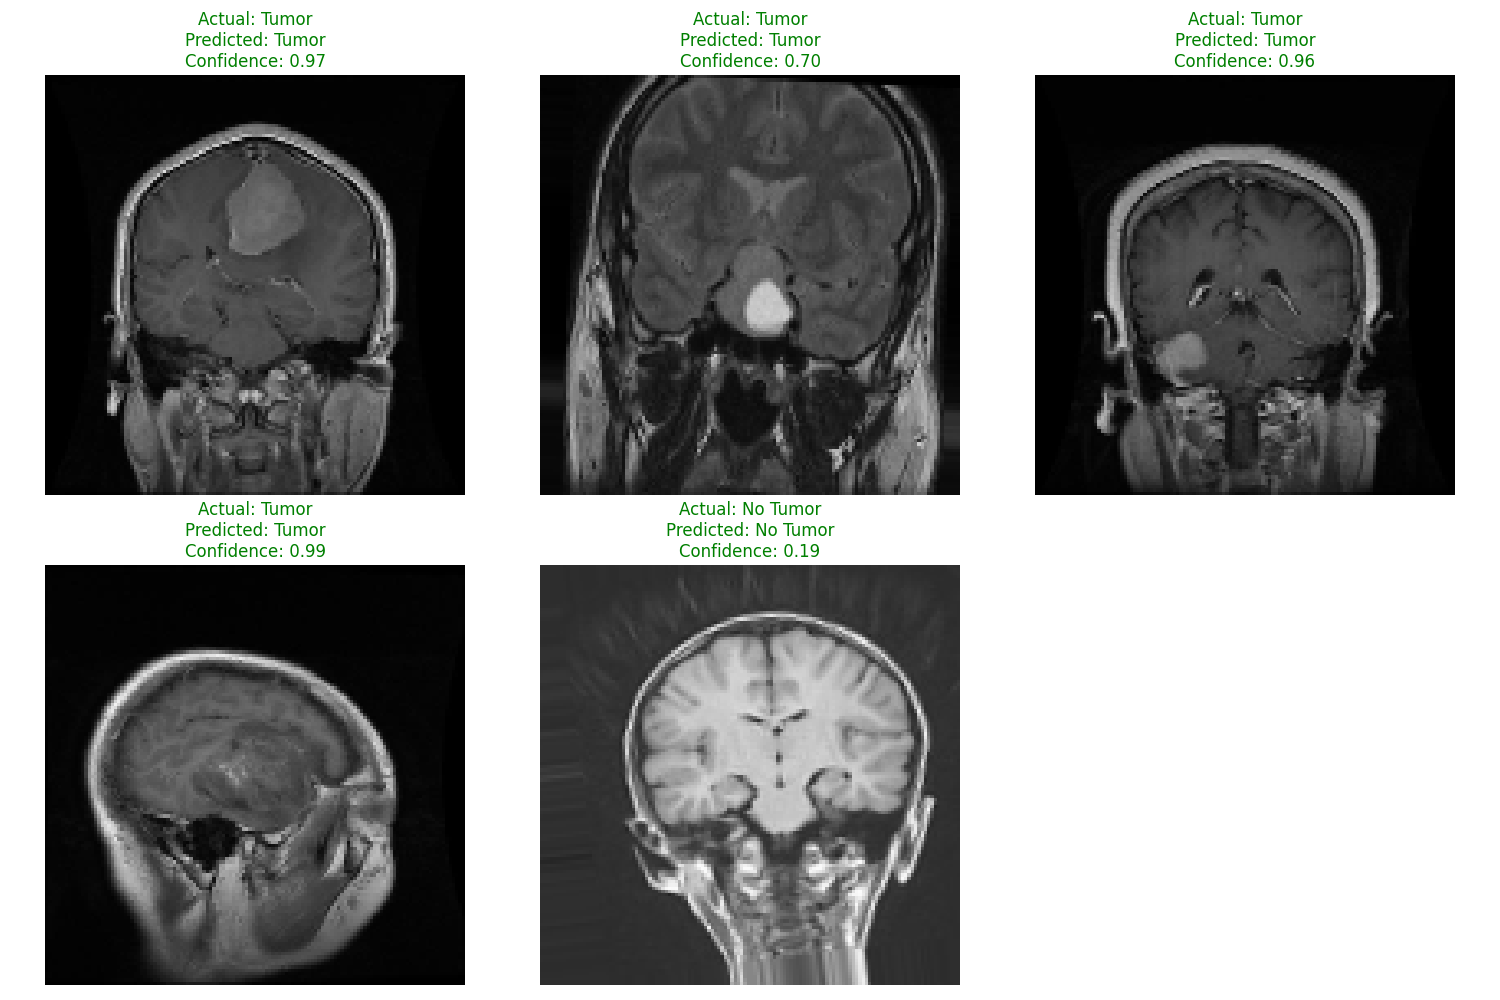 Actual: Tumor
Predicted: Tumor
Confidence: 0.97
Actual: Tumor
Predicted: Tumor
Confidence: 0.70
Actual: Tumor
Predicted: Tumor
Confidence: 0.96
Actual: Tumor
Predicted: Tumor
Confidence: 0.99
Actual: No Tumor
Predicted: No Tumor
Confidence: 0.19